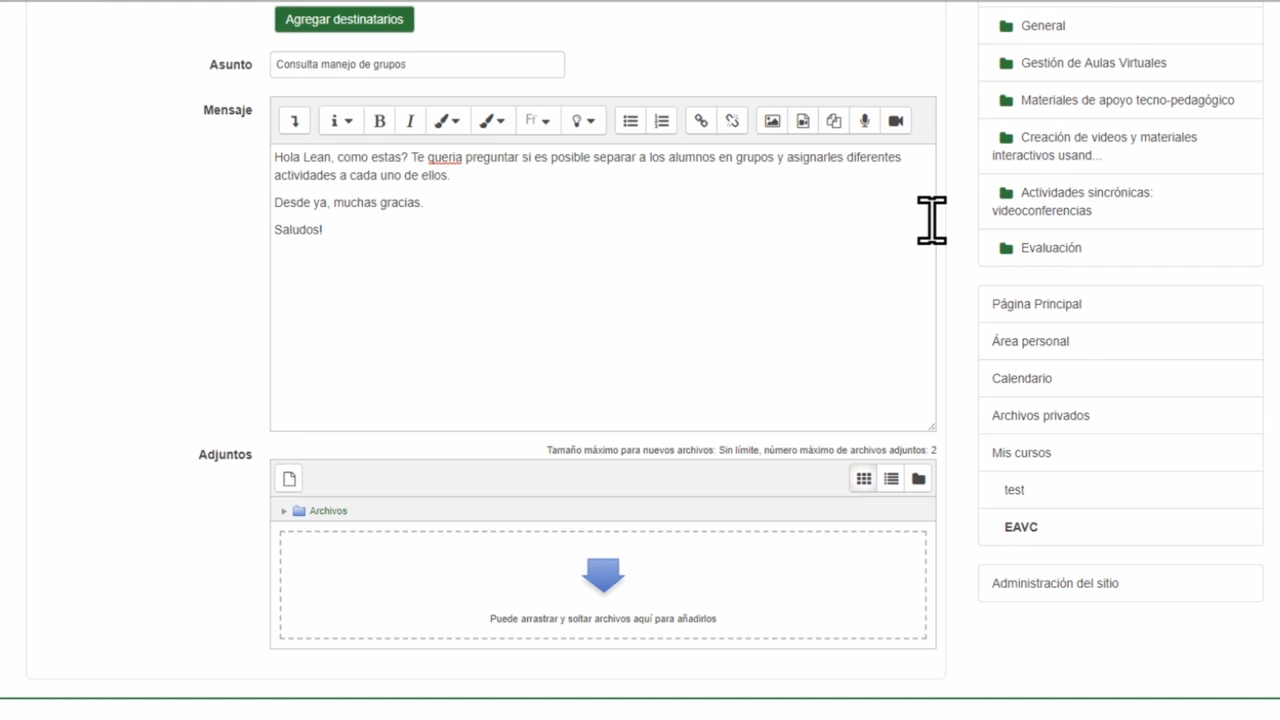 Agregar destinatarios
Asunto
Consulta manejo de grupos
Mensaje
Hola Lean, como estas? Te queria preguntar si es posible separar a los alumnos en grupos y asignarles diferentes
actividades a cada uno de ellos.
Desde ya, muchas gracias.
Saludos!
Adjuntos
Tamaño máximo para nuevos archivos: Sin límite, número máximo de archivos adjuntos: 2
Archivos
Puede arrastrar y soltar archivos aquí para añadirlos
General
Gestión de Aulas Virtuales
Materiales de apoyo tecno-pedagógico
Creación de videos y materiales
interactivos usand...
Actividades sincrónicas:
videoconferencias
Evaluación
Página Principal
Área personal
Calendario
Archivos privados
Mis cursos
test
EAVC
Administración del sitio